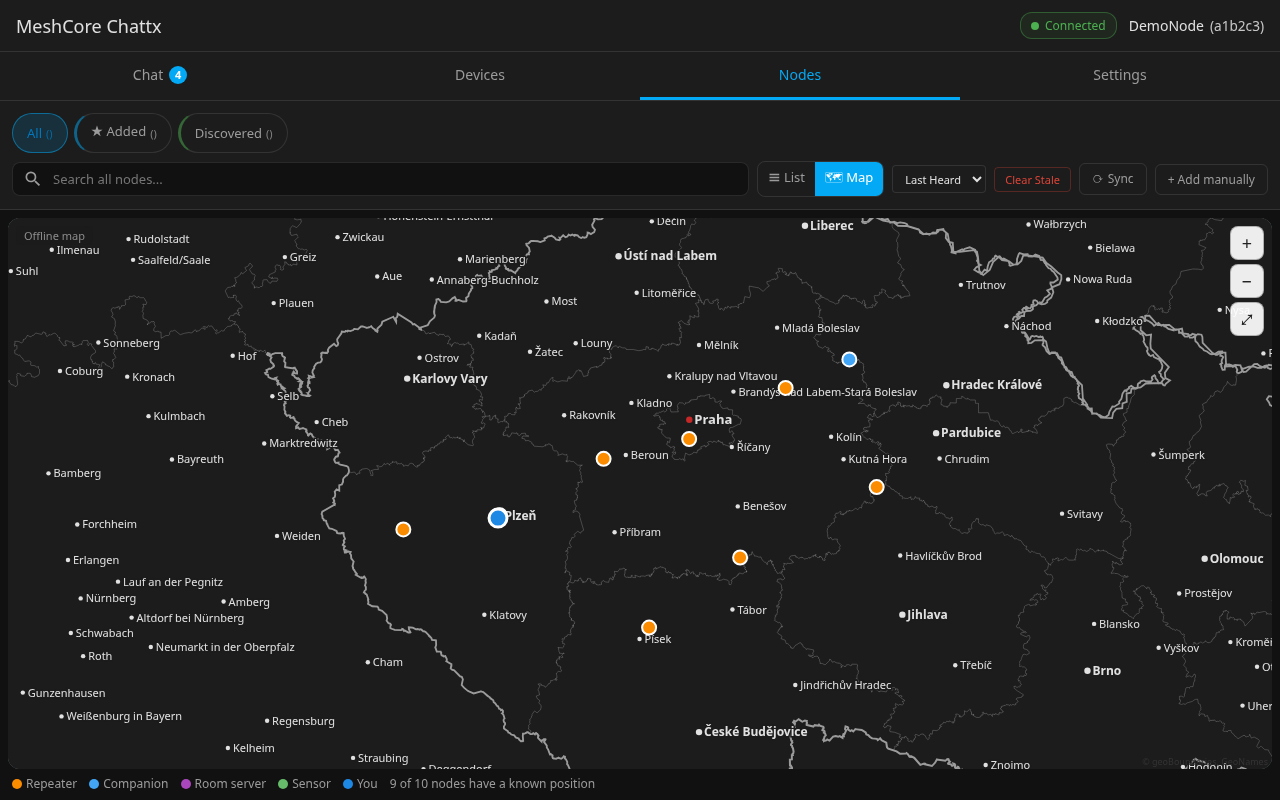 MeshCore Chattx
Connected
DemoNode (a1b2c3)
Chat 4
Devices
Nodes
Settings
All ()
★ Added ()
Discovered ()
Search all nodes...
List
Map
Last Heard
Clear Stale
Sync
+ Add manually
Offline map
Děčín
Liberec
Wałbrzych
Rudolstadt
Zwickau
Ilmenau
Greiz
Saalfeld/Saale
Marienberg
Ústí nad Labem
Bielawa
+
Suhl
Aue
Annaberg-Buchholz
Nowa Ruda
Trutnov
−
Plauen
Most
Litoměřice
Náchod
Kłodzko
Mladá Boleslav
Sonneberg
Kadaň
Louny
Mělník
Hof
Ostrov
Žatec
Coburg
Kronach
Karlovy Vary
Kralupy nad Vltavou
Hradec Králové
Brandýs nad Labem-Stará Boleslav
Selb
Kladno
Kulmbach
Cheb
Rakovník
Praha
Pardubice
Kolín
Marktredwitz
Říčany
Beroun
Bayreuth
Kutná Hora
Chrudim
Šumperk
Bamberg
Benešov
Plzeň
Svitavy
Forchheim
Weiden
Příbram
Havlíčkův Brod
Olomouc
Erlangen
Lauf an der Pegnitz
Prostějov
Nürnberg
Amberg
Tábor
Klatovy
Jihlava
Altdorf bei Nürnberg
Blansko
Schwabach
Písek
Neumarkt in der Oberpfalz
Vyškov
Roth
Cham
Třebíč
Brno
Jindřichův Hradec
Gunzenhausen
Weißenburg in Bayern
Regensburg
České Budějovice
Kelheim
Straubing
Znojmo
Repeater
Companion
Room server
Sensor
You
9 of 10 nodes have a known position